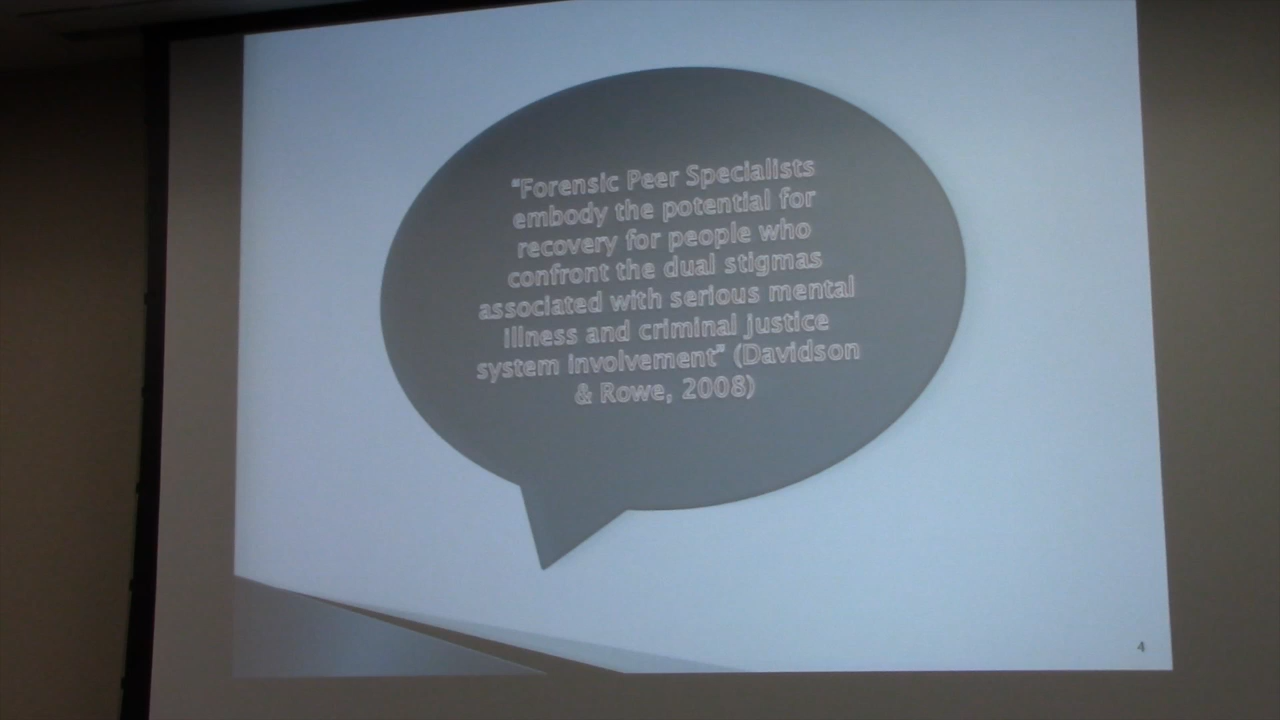 “Forensic Peer Specialists
embody the potential for
recovery for people who
confront the dual stigmas
associated with serious mental
illness and criminal justice
system involvement” (Davidson
& Rowe, 2008)
4